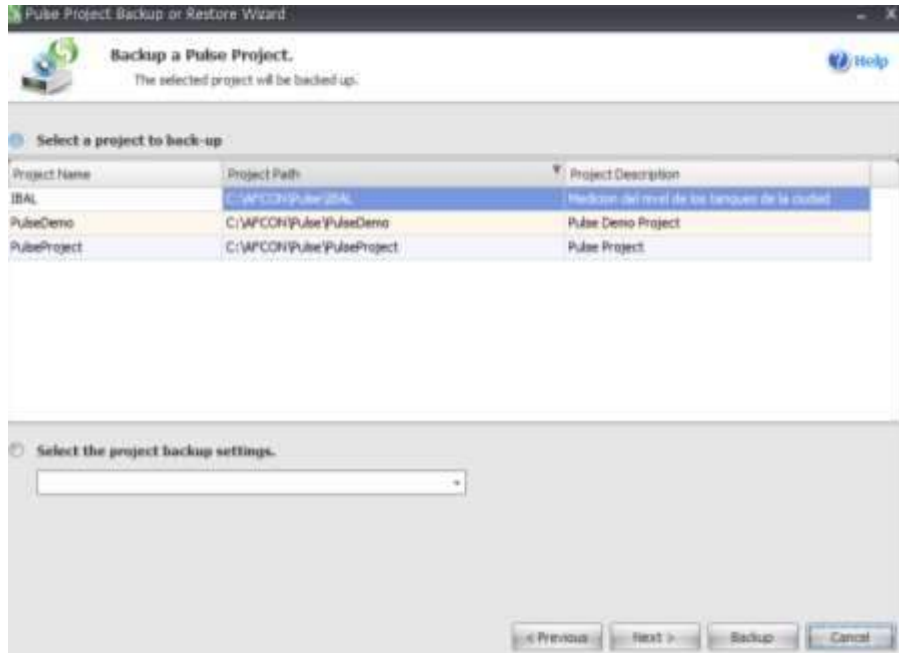 Pulse Project Backup or Restore Wizard
Backup a Pulse Project.
Help
The selected project will be backed up.
Select a project to back-up
Project Name Project Path Project Description
IBAL C:\AFCON\Pulse\IBAL Medicion del nivel de los tanques de la ciudad
PulseDemo C:\AFCON\Pulse\PulseDemo Pulse Demo Project
PulseProject C:\AFCON\Pulse\PulseProject Pulse Project
Select the project backup settings.
< Previous Next > Backup Cancel